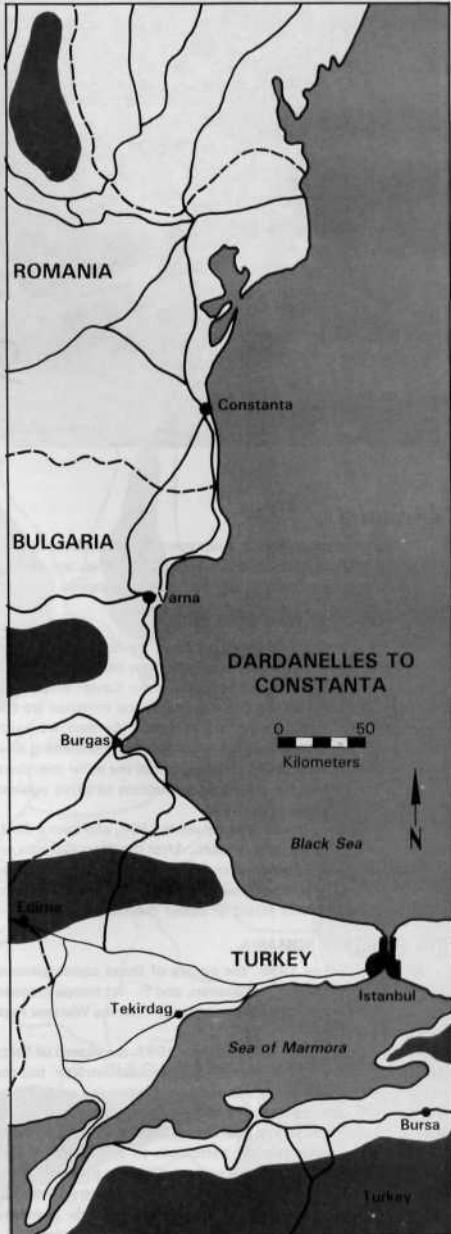 ROMANIA
Constanta
BULGARIA
Varna
DARDANELLES TO
CONSTANTA
0 50
Kilometers
Burgas
N
Black Sea
Edirne
TURKEY
Istanbul
Tekirdag
Sea of Marmora
Bursa
Turkey